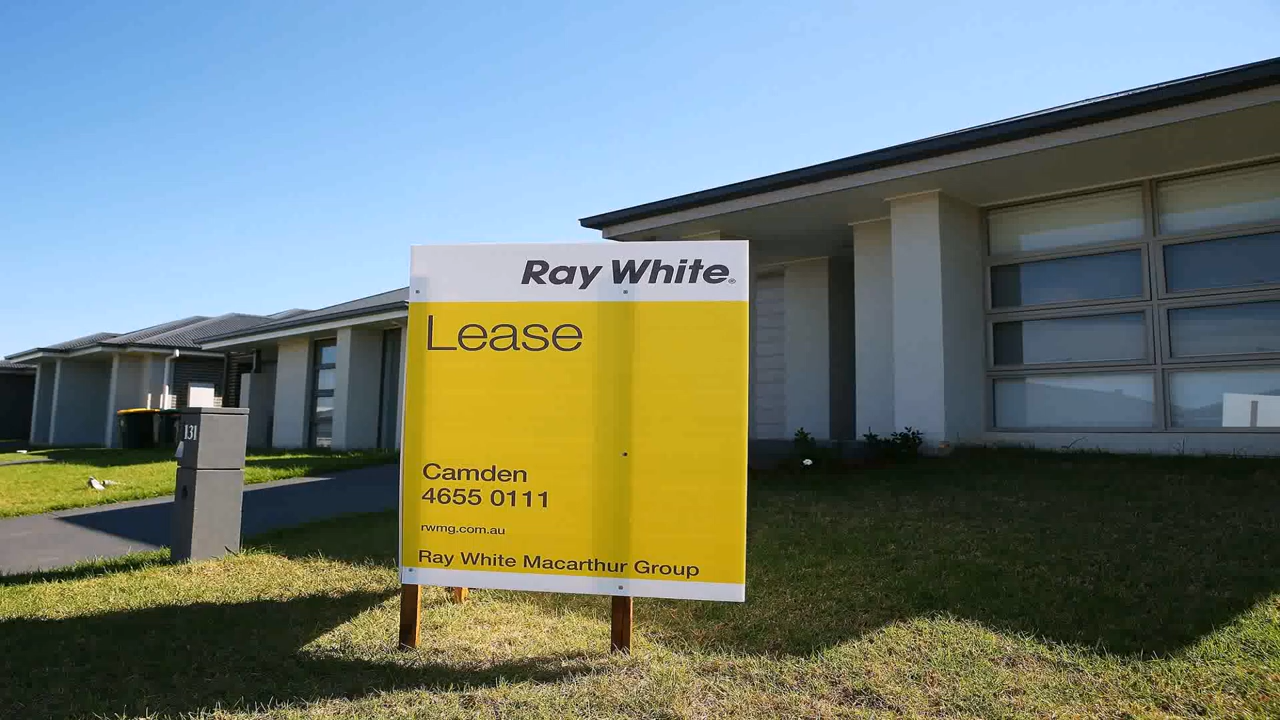 Ray White®
Lease
Camden
4655 0111
rwmg.com.au
Ray White Macarthur Group
131